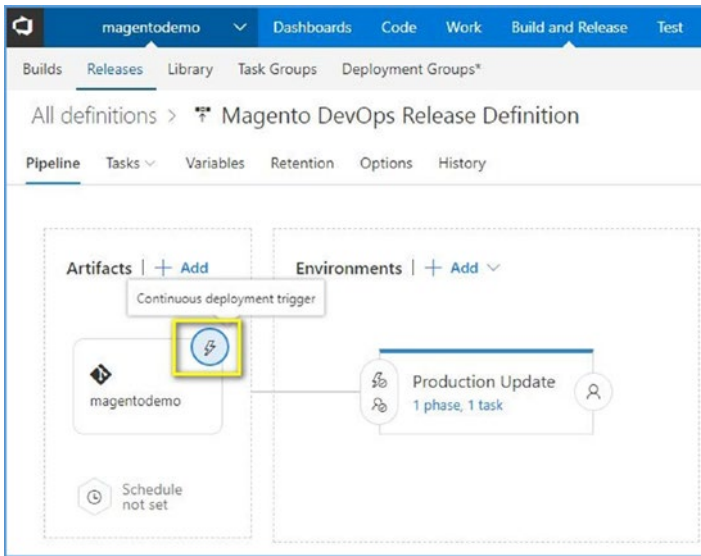 magentodemo Dashboards Code Work Build and Release Test
Builds Releases Library Task Groups Deployment Groups*
All definitions > Magento DevOps Release Definition
Pipeline Tasks Variables Retention Options History
Artifacts | + Add
Environments | + Add
Continuous deployment trigger
magentodemo
Production Update
1 phase, 1 task
Schedule
not set